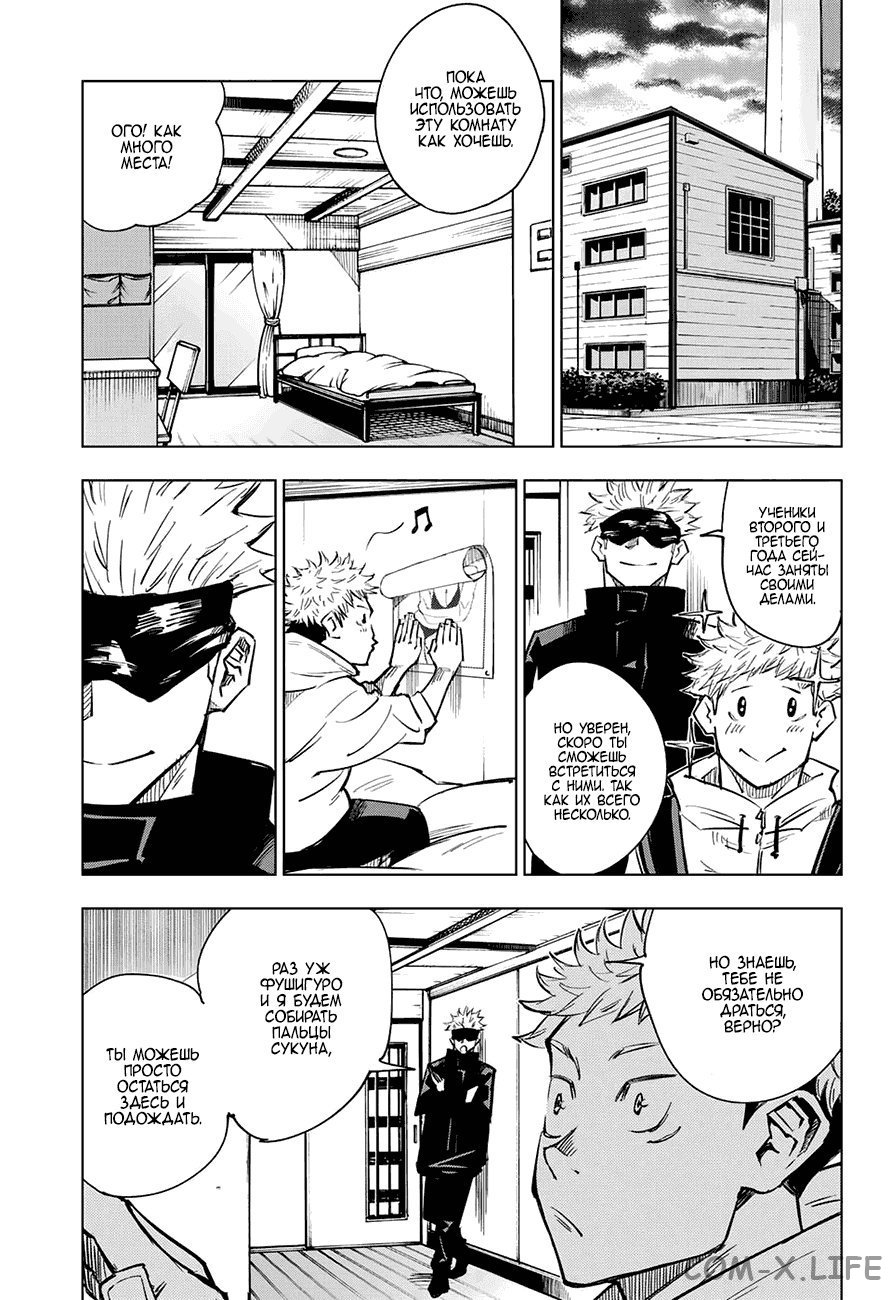 ПОКА
ЧТО, МОЖЕШЬ
ИСПОЛЬЗОВАТЬ
ЭТУ КОМНАТУ
КАК ХОЧЕШЬ.
ОГО! КАК
МНОГО
МЕСТА!
УЧЕНИКИ
ВТОРОГО И
ТРЕТЬЕГО
ГОДА СЕЙ-
ЧАС ЗАНЯТЫ
СВОИМИ
ДЕЛАМИ.
НО УВЕРЕН,
СКОРО ТЫ
СМОЖЕШЬ
ВСТРЕТИТЬСЯ
С НИМИ. ТАК
КАК ИХ ВСЕГО
НЕСКОЛЬКО.
НО ЗНАЕШЬ,
ТЕБЕ НЕ
ОБЯЗАТЕЛЬНО
ДРАТЬСЯ,
ВЕРНО?
РАЗ УЖ
ФУШИГУРО
И Я БУДЕМ
СОБИРАТЬ
ПАЛЬЦЫ
СУКУНА,
ТЫ МОЖЕШЬ
ПРОСТО
ОСТАТЬСЯ
ЗДЕСЬ И
ПОДОЖДАТЬ.
COM-X.LIFE